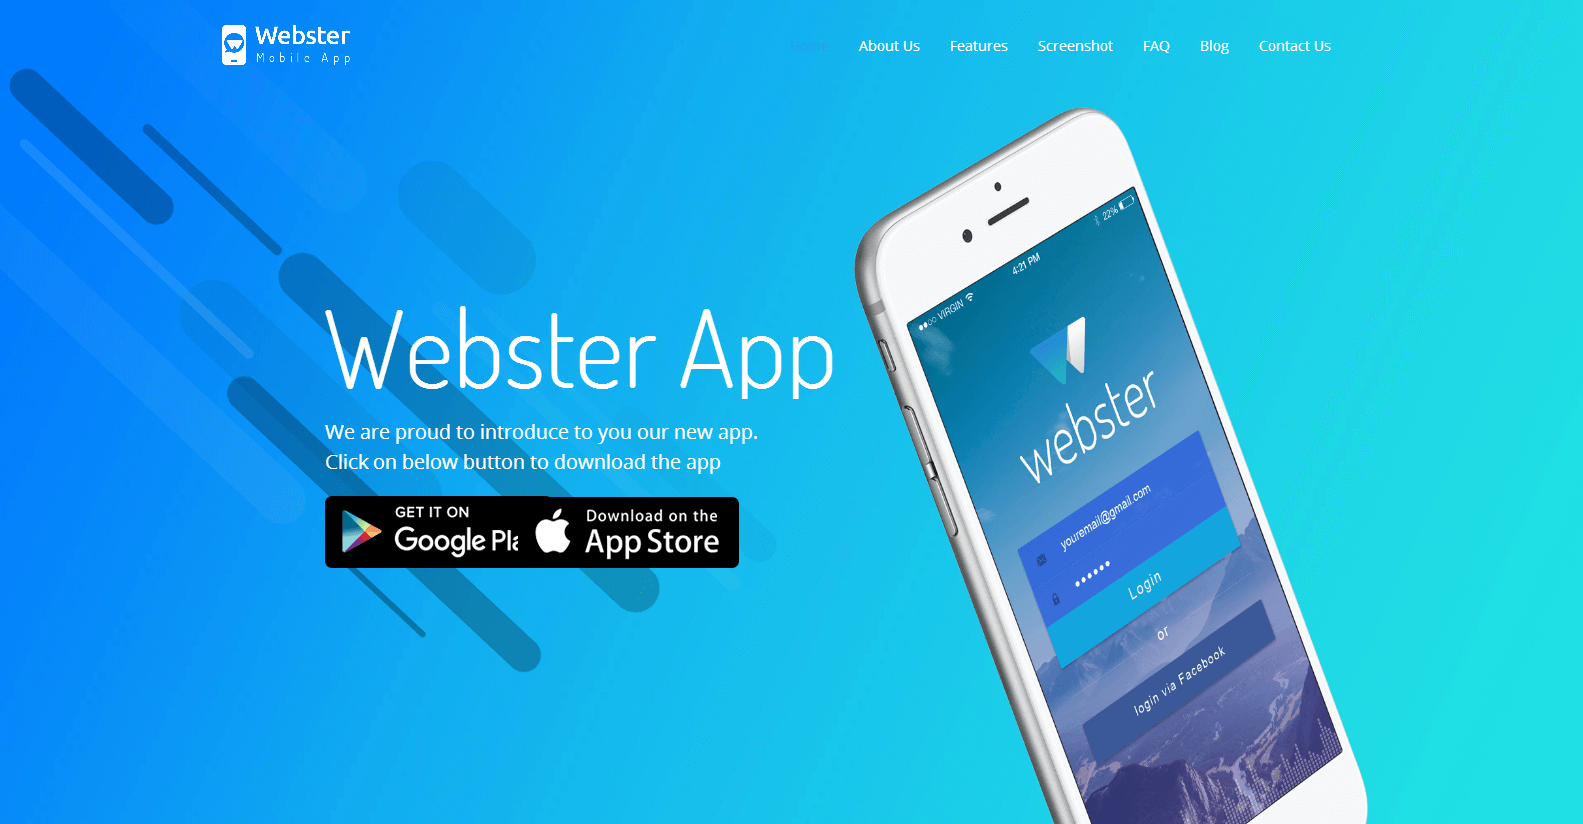 Webster
Mobile App
Home
About Us
Features
Screenshot
FAQ
Blog
Contact Us
Webster App
We are proud to introduce to you our new app.
Click on below button to download the app
GET IT ON
Google Pla
Download on the
App Store
VIRGIN
4:21 PM
22%
webster
youremail@gmail.com
Login
or
login via Facebook